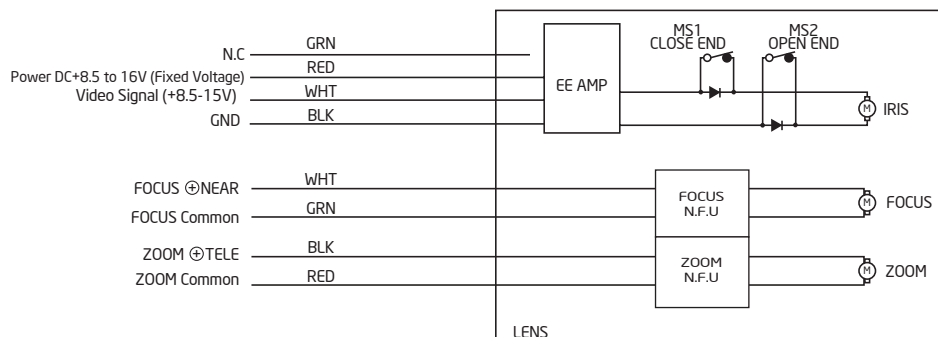 MS1 MS2
CLOSE END OPEN END
N.C GRN
Power DC+8.5 to 16V (Fixed Voltage) RED
Video Signal (+8.5-15V) WHT
GND BLK
EE AMP
M IRIS
FOCUS ⊕NEAR WHT
FOCUS Common GRN
FOCUS
N.F.U
M FOCUS
ZOOM ⊕TELE BLK
ZOOM Common RED
ZOOM
N.F.U
M ZOOM
LENS